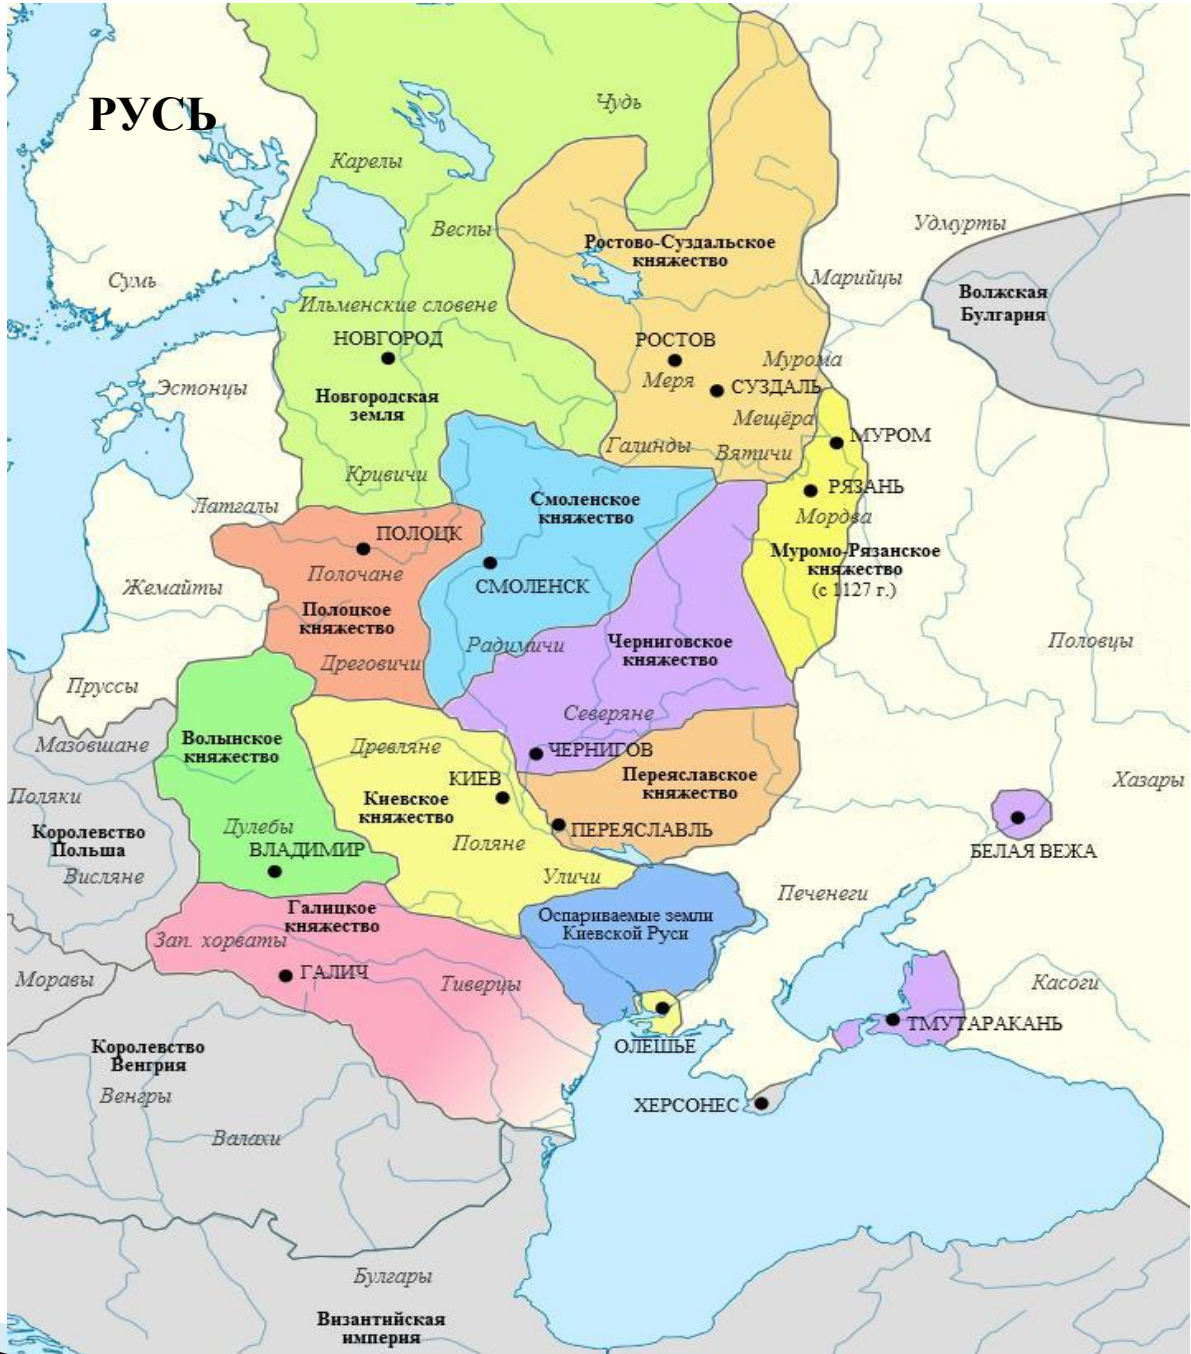 РУСЬ
Чудь
Карелы
Веспы
Удмурты
Ростово-Суздальское
княжество
Сумь
Марийцы
Волжская
Булгария
Ильменские словене
НОВГОРОД
РОСТОВ
Мурома
Меря
СУЗДАЛЬ
Эстонцы
Новгородская
земля
Мещёра
МУРОМ
Галинды
Вятичи
Кривичи
РЯЗАНЬ
Латгалы
Смоленское
княжество
Мордва
ПОЛОЦК
Муромо-Рязанское
княжество
(с 1127 г.)
Полочане
Жемайты
СМОЛЕНСК
Полоцкое
княжество
Радимичи
Черниговское
княжество
Половцы
Дреговичи
Пруссы
Северяне
Мазовшане
Волынское
княжество
Древляне
ЧЕРНИГОВ
КИЕВ
Переяславское
княжество
Хазары
Поляки
Киевское
княжество
Королевство
Польша
Дулебы
ПЕРЕЯСЛАВЛЬ
Поляне
ВЛАДИМИР
БЕЛАЯ ВЕЖА
Висляне
Уличи
Печенеги
Галицкое
княжество
Оспариваемые земли
Киевской Руси
Зап. хорваты
ГАЛИЧ
Тиверцы
Моравы
Касоги
ТМУТАРАКАНЬ
Королевство
Венгрия
ОЛЕШЬЕ
Венгры
ХЕРСОНЕС
Валахи
Булгары
Византийская
империя